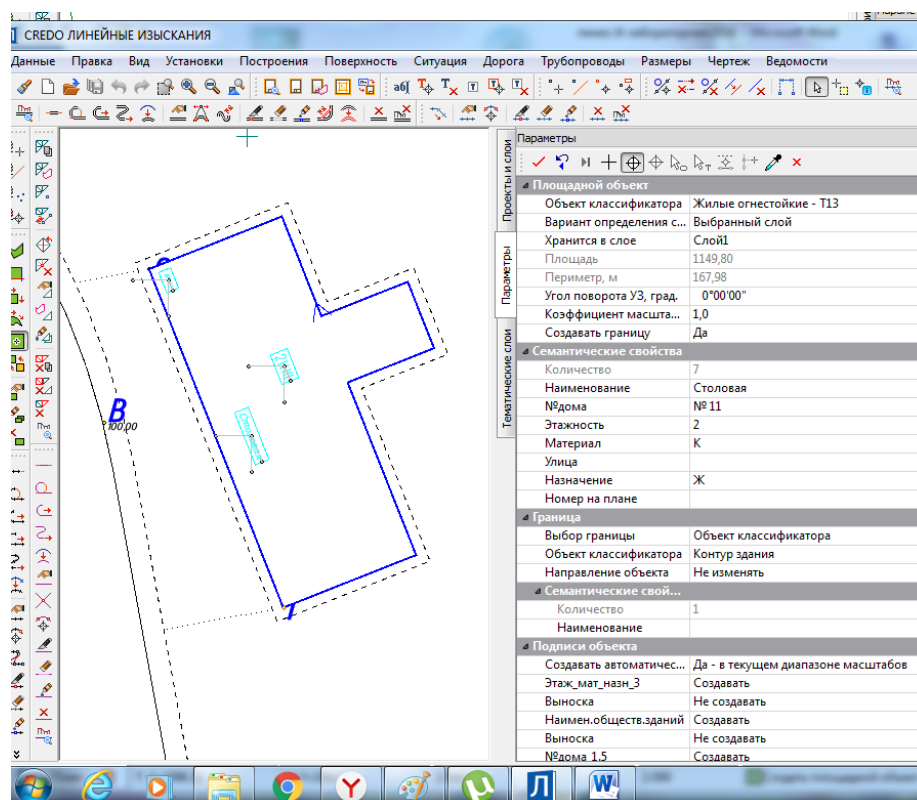 CREDO ЛИНЕЙНЫЕ ИЗЫСКАНИЯ
Данные Правка Вид Установки Построения Поверхность Ситуация Дорога Трубопроводы Размеры Чертеж Ведомости
Параметры
Проекты и слои
Параметры
Тематические слои
Площадной объект
Объект классификатора Жилые огнестойкие - Т13
Вариант определения с... Выбранный слой
Хранится в слое Слой1
Площадь 1149,80
Периметр, м 167,98
Угол поворота УЗ, град. 0°00'00"
Коэффициент масшта... 1,0
Создавать границу Да
Семантические свойства
Количество 7
Наименование Столовая
№дома № 11
Этажность 2
Материал К
Улица
Назначение Ж
Номер на плане
Граница
Выбор границы Объект классификатора
Объект классификатора Контур здания
Направление объекта Не изменять
Семантические свой...
Количество 1
Наименование
Подписи объекта
Создавать автоматичес... Да - в текущем диапазоне масштабов
Этаж_мат_назн_3 Создавать
Выноска Не создавать
Наимен.обществ.зданий Создавать
Выноска Не создавать
№дома 1.5 Создавать
В
100,00
2КЖ
Столовая